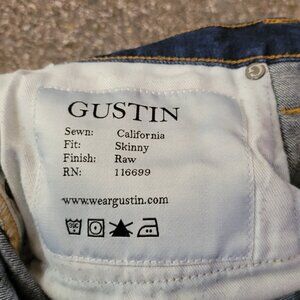 GUSTIN
Sewn: California
Fit: Skinny
Finish: Raw
RN: 116699
www.weargustin.com